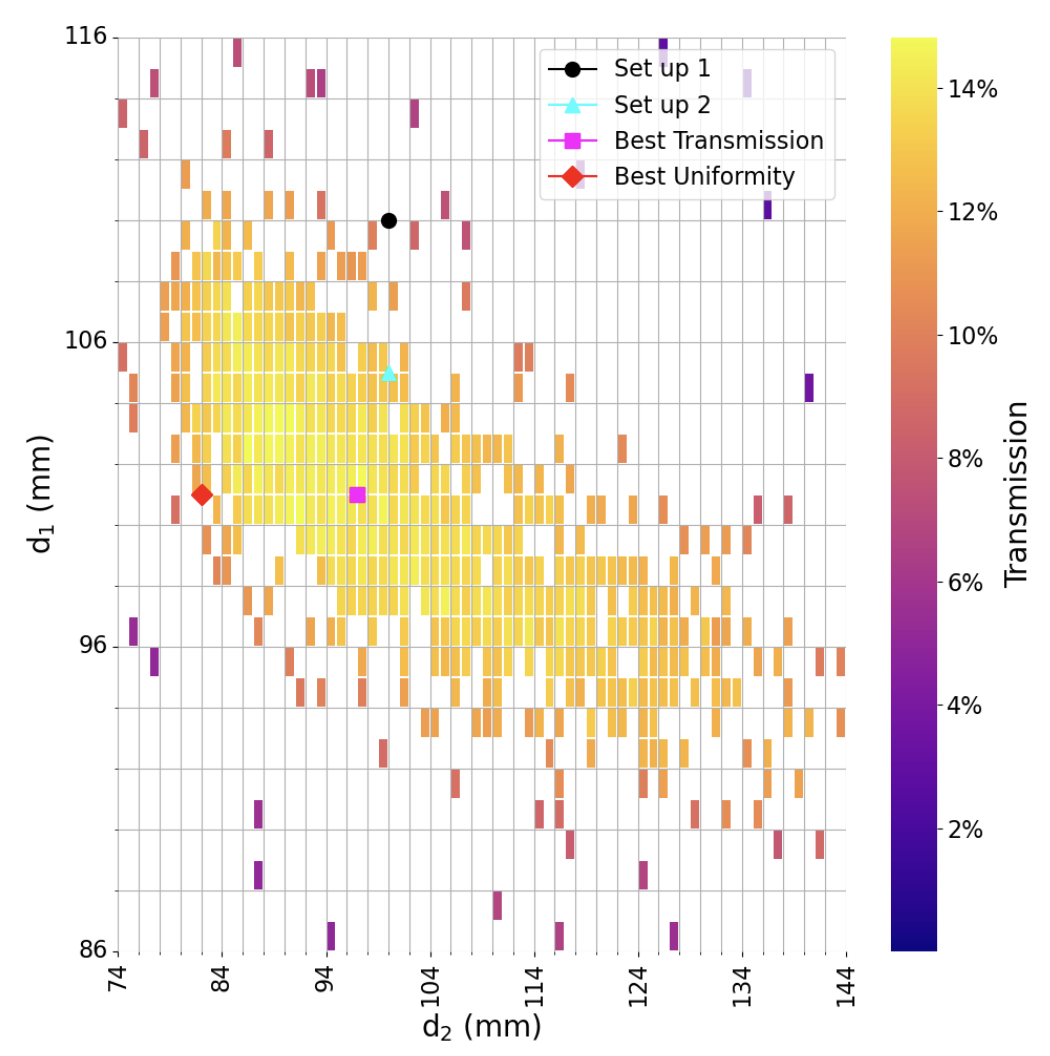 116
106
96
86
d1 (mm)
74 84 94 104 114 124 134 144
d2 (mm)
Set up 1
Set up 2
Best Transmission
Best Uniformity
14%
12%
10%
8%
6%
4%
2%
Transmission